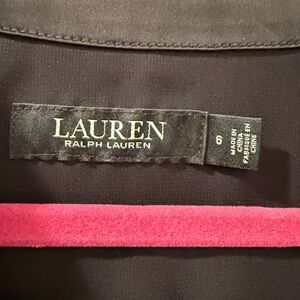 LAUREN
RALPH LAUREN
6
MADE IN
CHINA
FABRIQUÉ EN
CHINE